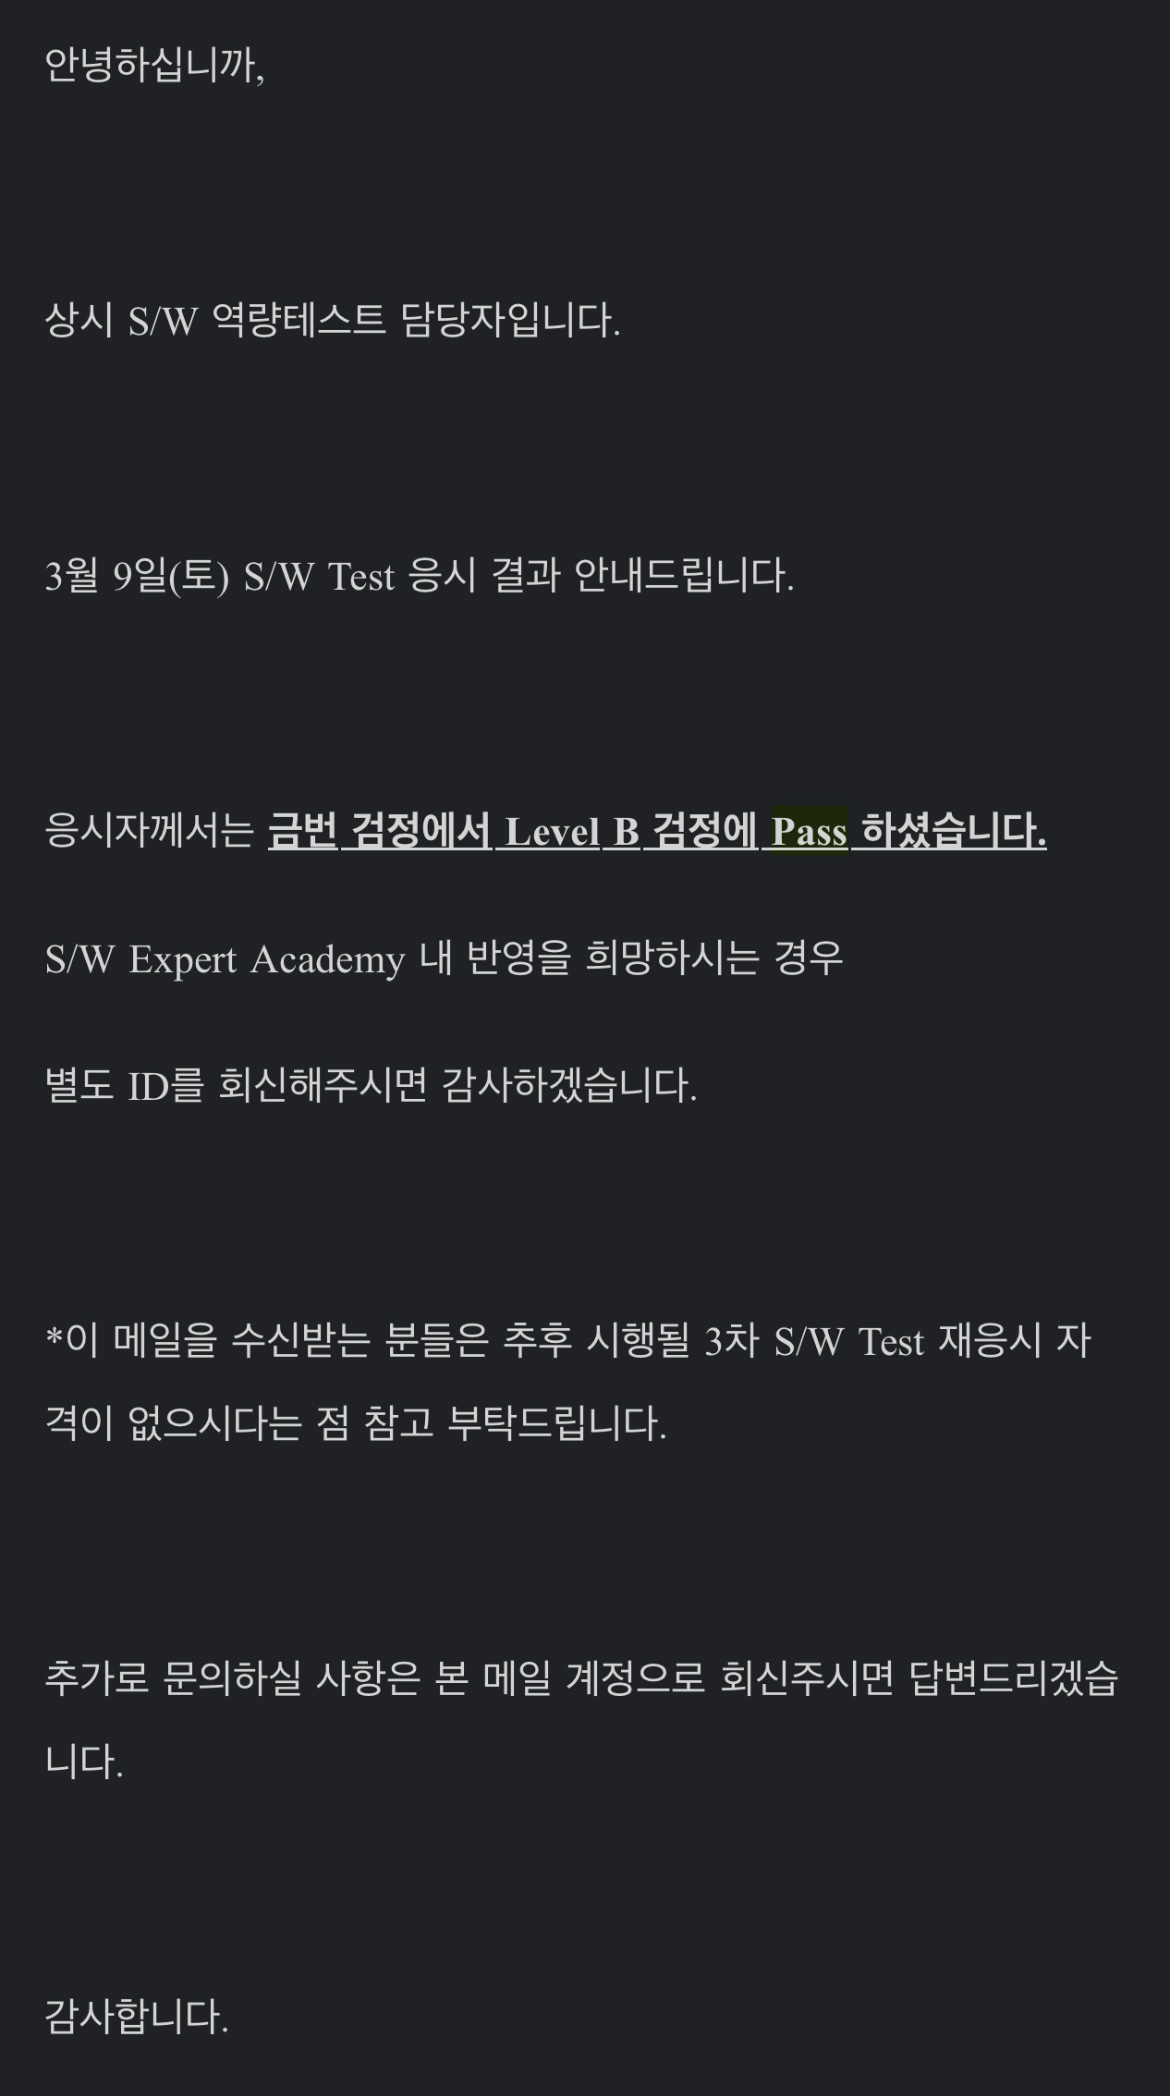 안녕하십니까,
상시 S/W 역량테스트 담당자입니다.
3월 9일(토) S/W Test 응시 결과 안내드립니다.
응시자께서는 금번 검정에서 Level B 검정에 Pass 하셨습니다.
S/W Expert Academy 내 반영을 희망하시는 경우
별도 ID를 회신해주시면 감사하겠습니다.
*이 메일을 수신받는 분들은 추후 시행될 3차 S/W Test 재응시 자
격이 없으시다는 점 참고 부탁드립니다.
추가로 문의하실 사항은 본 메일 계정으로 회신주시면 답변드리겠습
니다.
감사합니다.